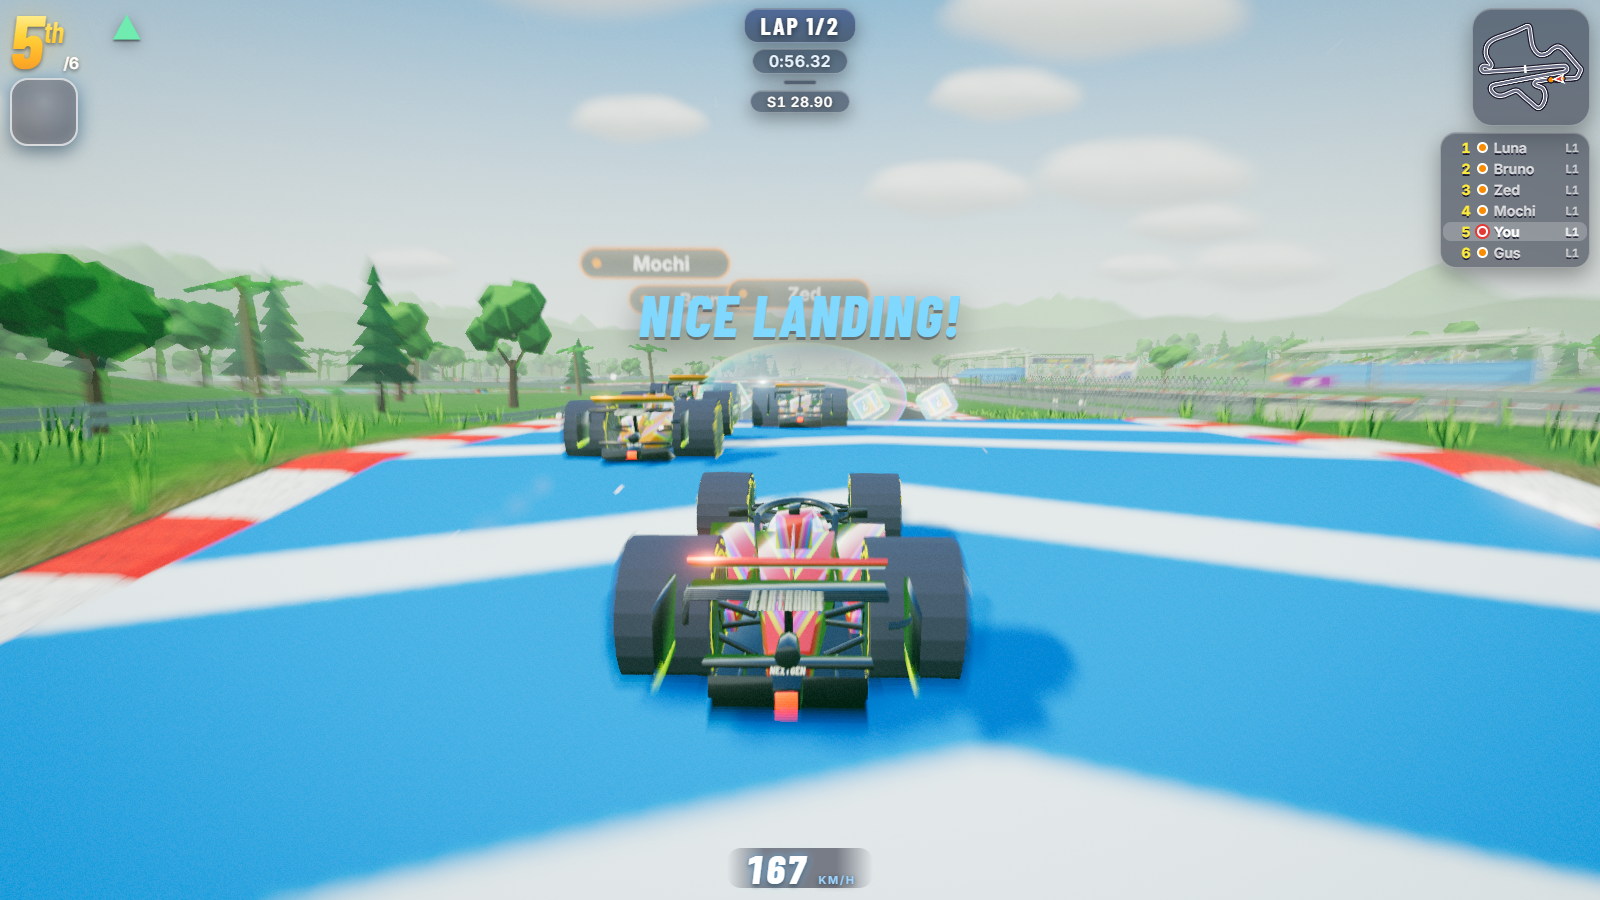 5th
/6
LAP 1/2
0:56.32
S1 28.90
1 Luna L1
2 Bruno L1
3 Zed L1
4 Mochi L1
5 You L1
6 Gus L1
Mochi
Zed
NICE LANDING!
NEXTGEN
167 KM/H